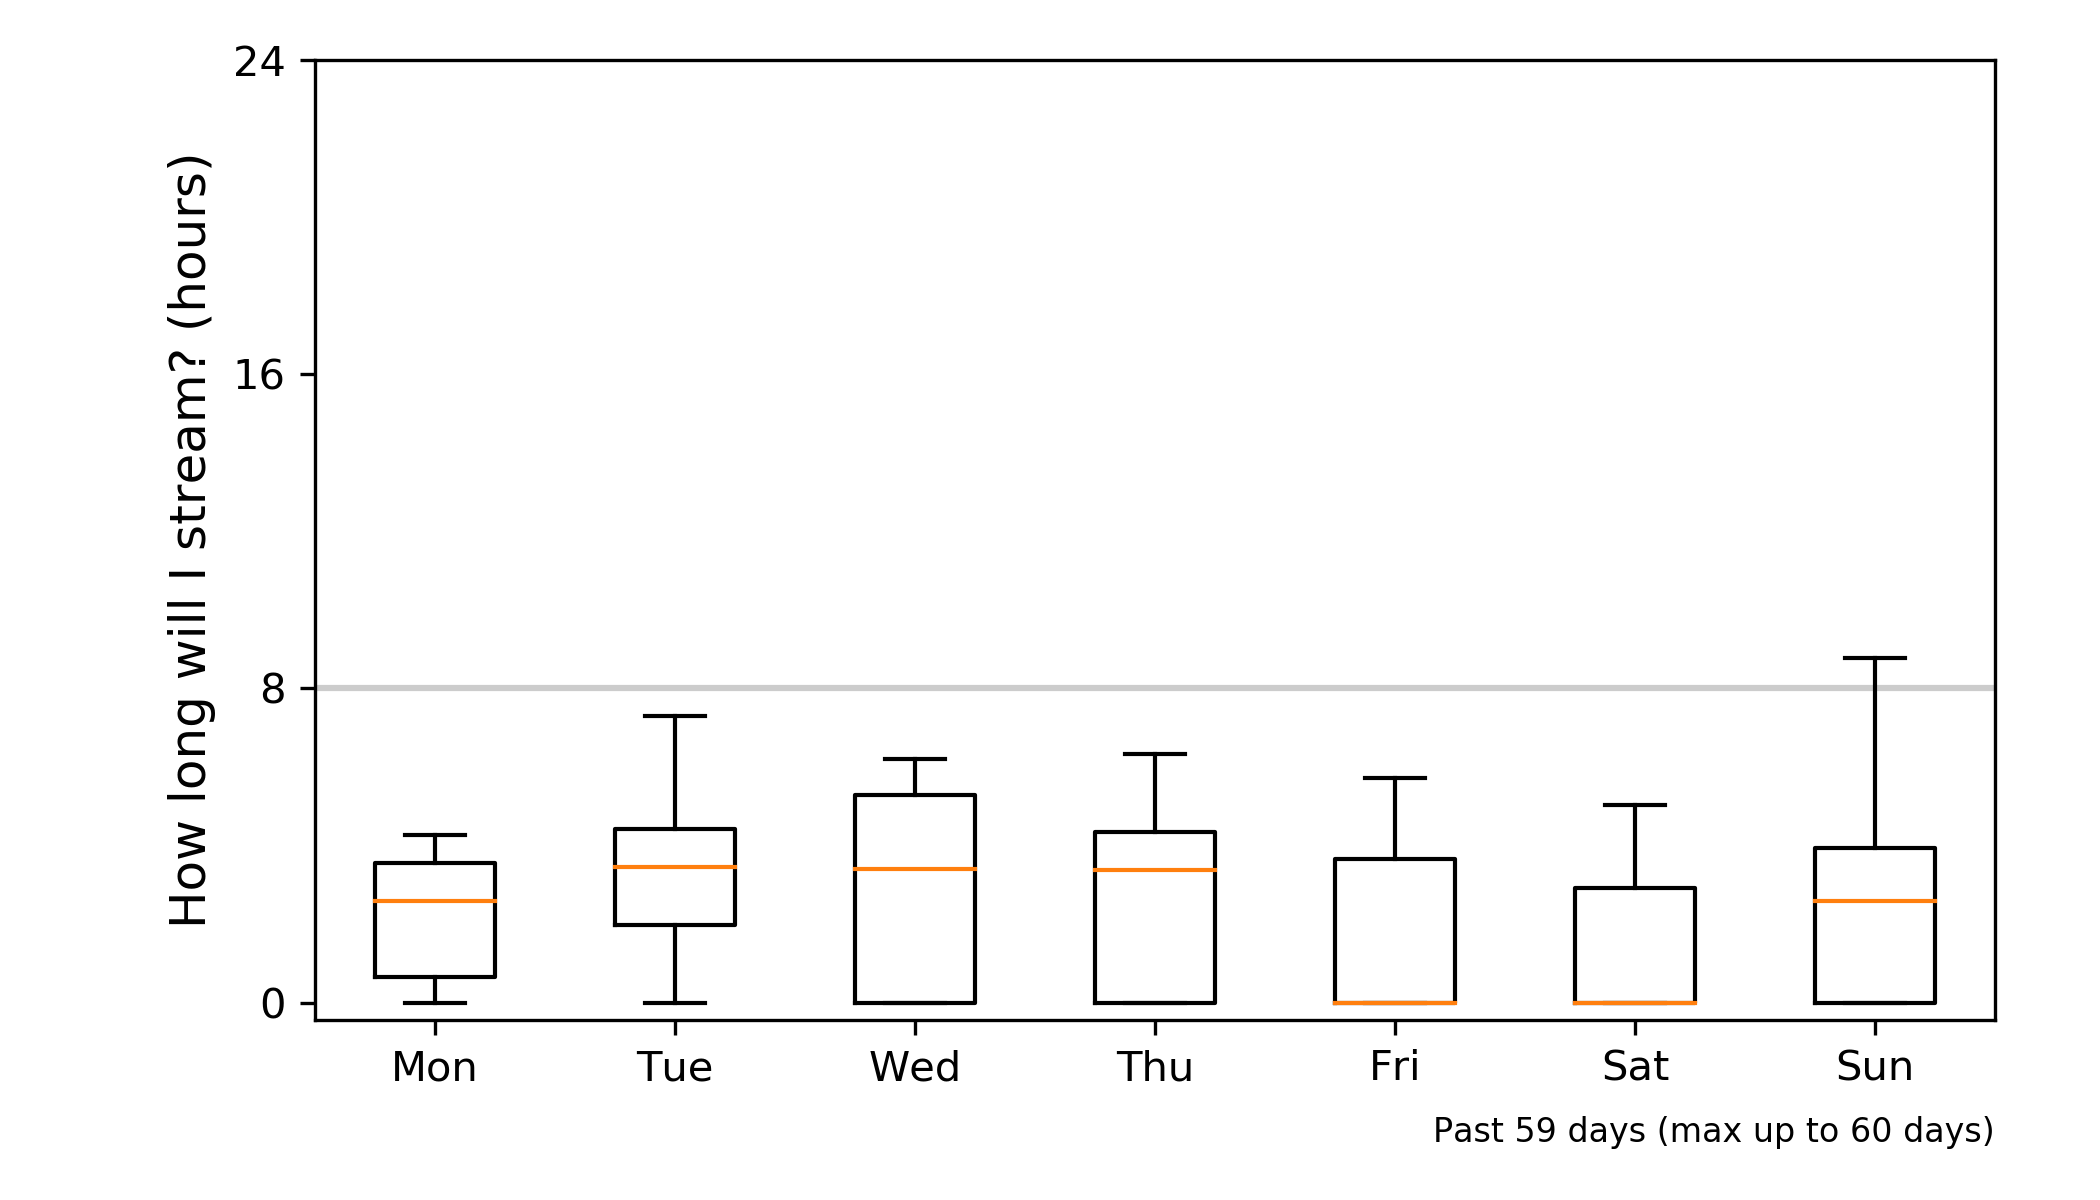 How long will I stream? (hours)
24
16
8
0
Mon Tue Wed Thu Fri Sat Sun
Past 59 days (max up to 60 days)